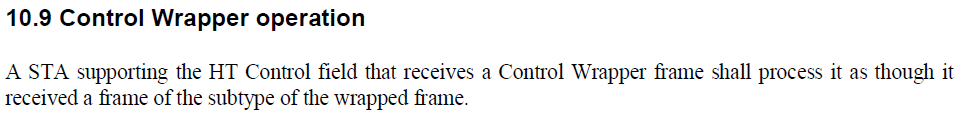 10.9 Control Wrapper operation
A STA supporting the HT Control field that receives a Control Wrapper frame shall process it as though it
received a frame of the subtype of the wrapped frame.